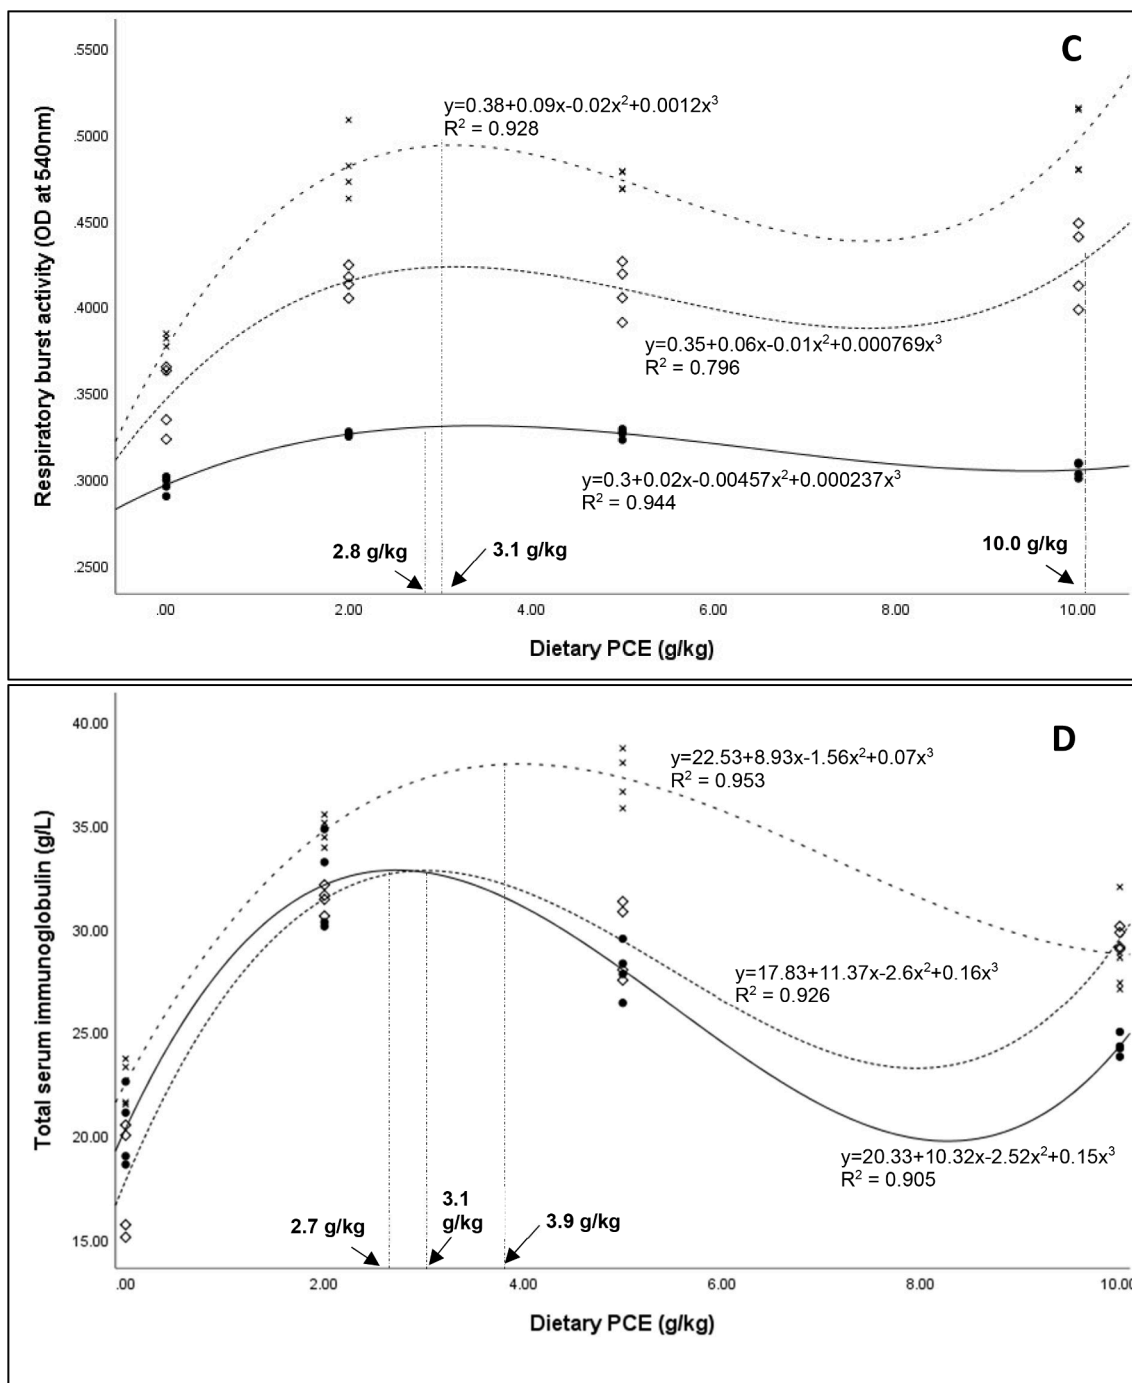 C
Respiratory burst activity (OD at 540nm)
.5500
.5000
.4500
.4000
.3500
.3000
.2500
y=0.38+0.09x-0.02x²+0.0012x³
R² = 0.928
y=0.35+0.06x-0.01x²+0.000769x³
R² = 0.796
y=0.3+0.02x-0.00457x²+0.000237x³
R² = 0.944
2.8 g/kg
3.1 g/kg
10.0 g/kg
.00 2.00 4.00 6.00 8.00 10.00
Dietary PCE (g/kg)
D
Total serum immunoglobulin (g/L)
40.00
35.00
30.00
25.00
20.00
15.00
y=22.53+8.93x-1.56x²+0.07x³
R² = 0.953
y=17.83+11.37x-2.6x²+0.16x³
R² = 0.926
y=20.33+10.32x-2.52x²+0.15x³
R² = 0.905
2.7 g/kg
3.1
g/kg
3.9 g/kg
.00 2.00 4.00 6.00 8.00 10.00
Dietary PCE (g/kg)